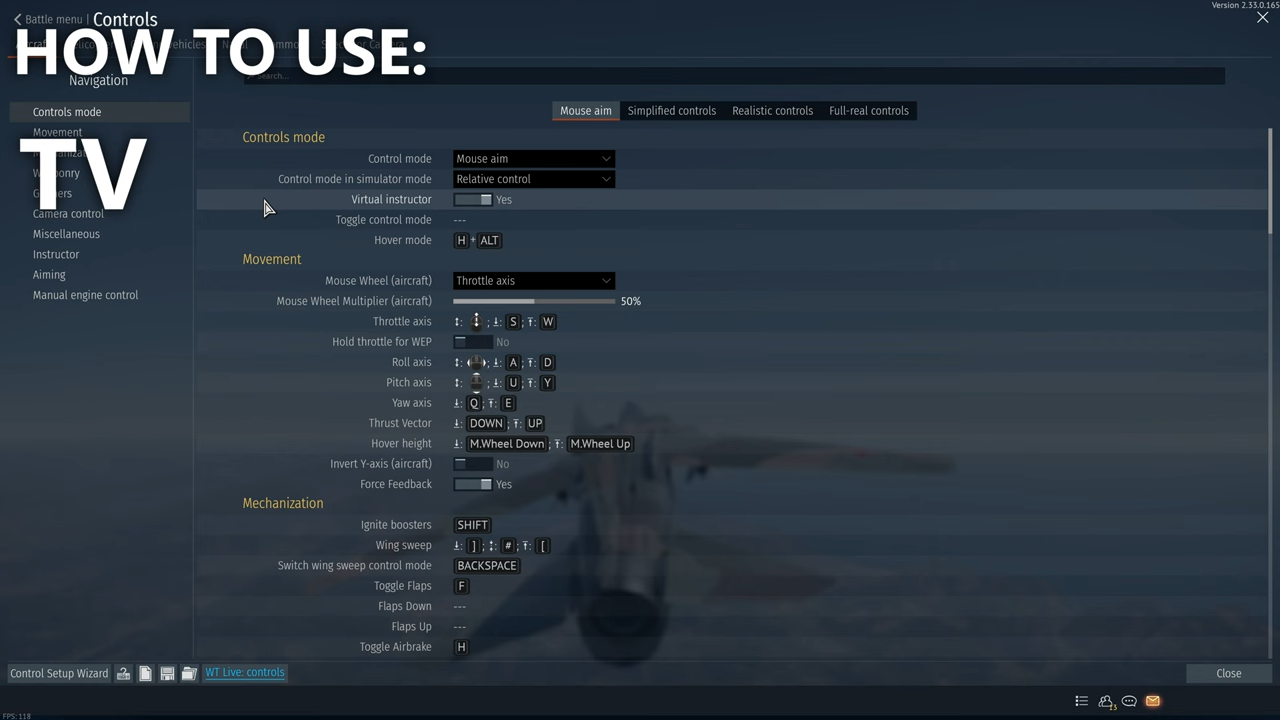 Version 2.33.0.165
Battle menu | Controls
HOW TO USE:
TV
Search...
Navigation
Controls mode
Movement
Camera control
Miscellaneous
Instructor
Aiming
Manual engine control
Mouse aim Simplified controls Realistic controls Full-real controls
Controls mode
Control mode Mouse aim
Control mode in simulator mode Relative control
Virtual instructor Yes
Toggle control mode ---
Hover mode H + ALT
Movement
Mouse Wheel (aircraft) Throttle axis
Mouse Wheel Multiplier (aircraft) 50%
Throttle axis S W
Hold throttle for WEP No
Roll axis A D
Pitch axis U Y
Yaw axis Q E
Thrust Vector DOWN UP
Hover height M.Wheel Down M.Wheel Up
Invert Y-axis (aircraft) No
Force Feedback Yes
Mechanization
Ignite boosters SHIFT
Wing sweep ] # [
Switch wing sweep control mode BACKSPACE
Toggle Flaps F
Flaps Down ---
Flaps Up ---
Toggle Airbrake H
Control Setup Wizard WT Live: controls Close
13
FPS: 118